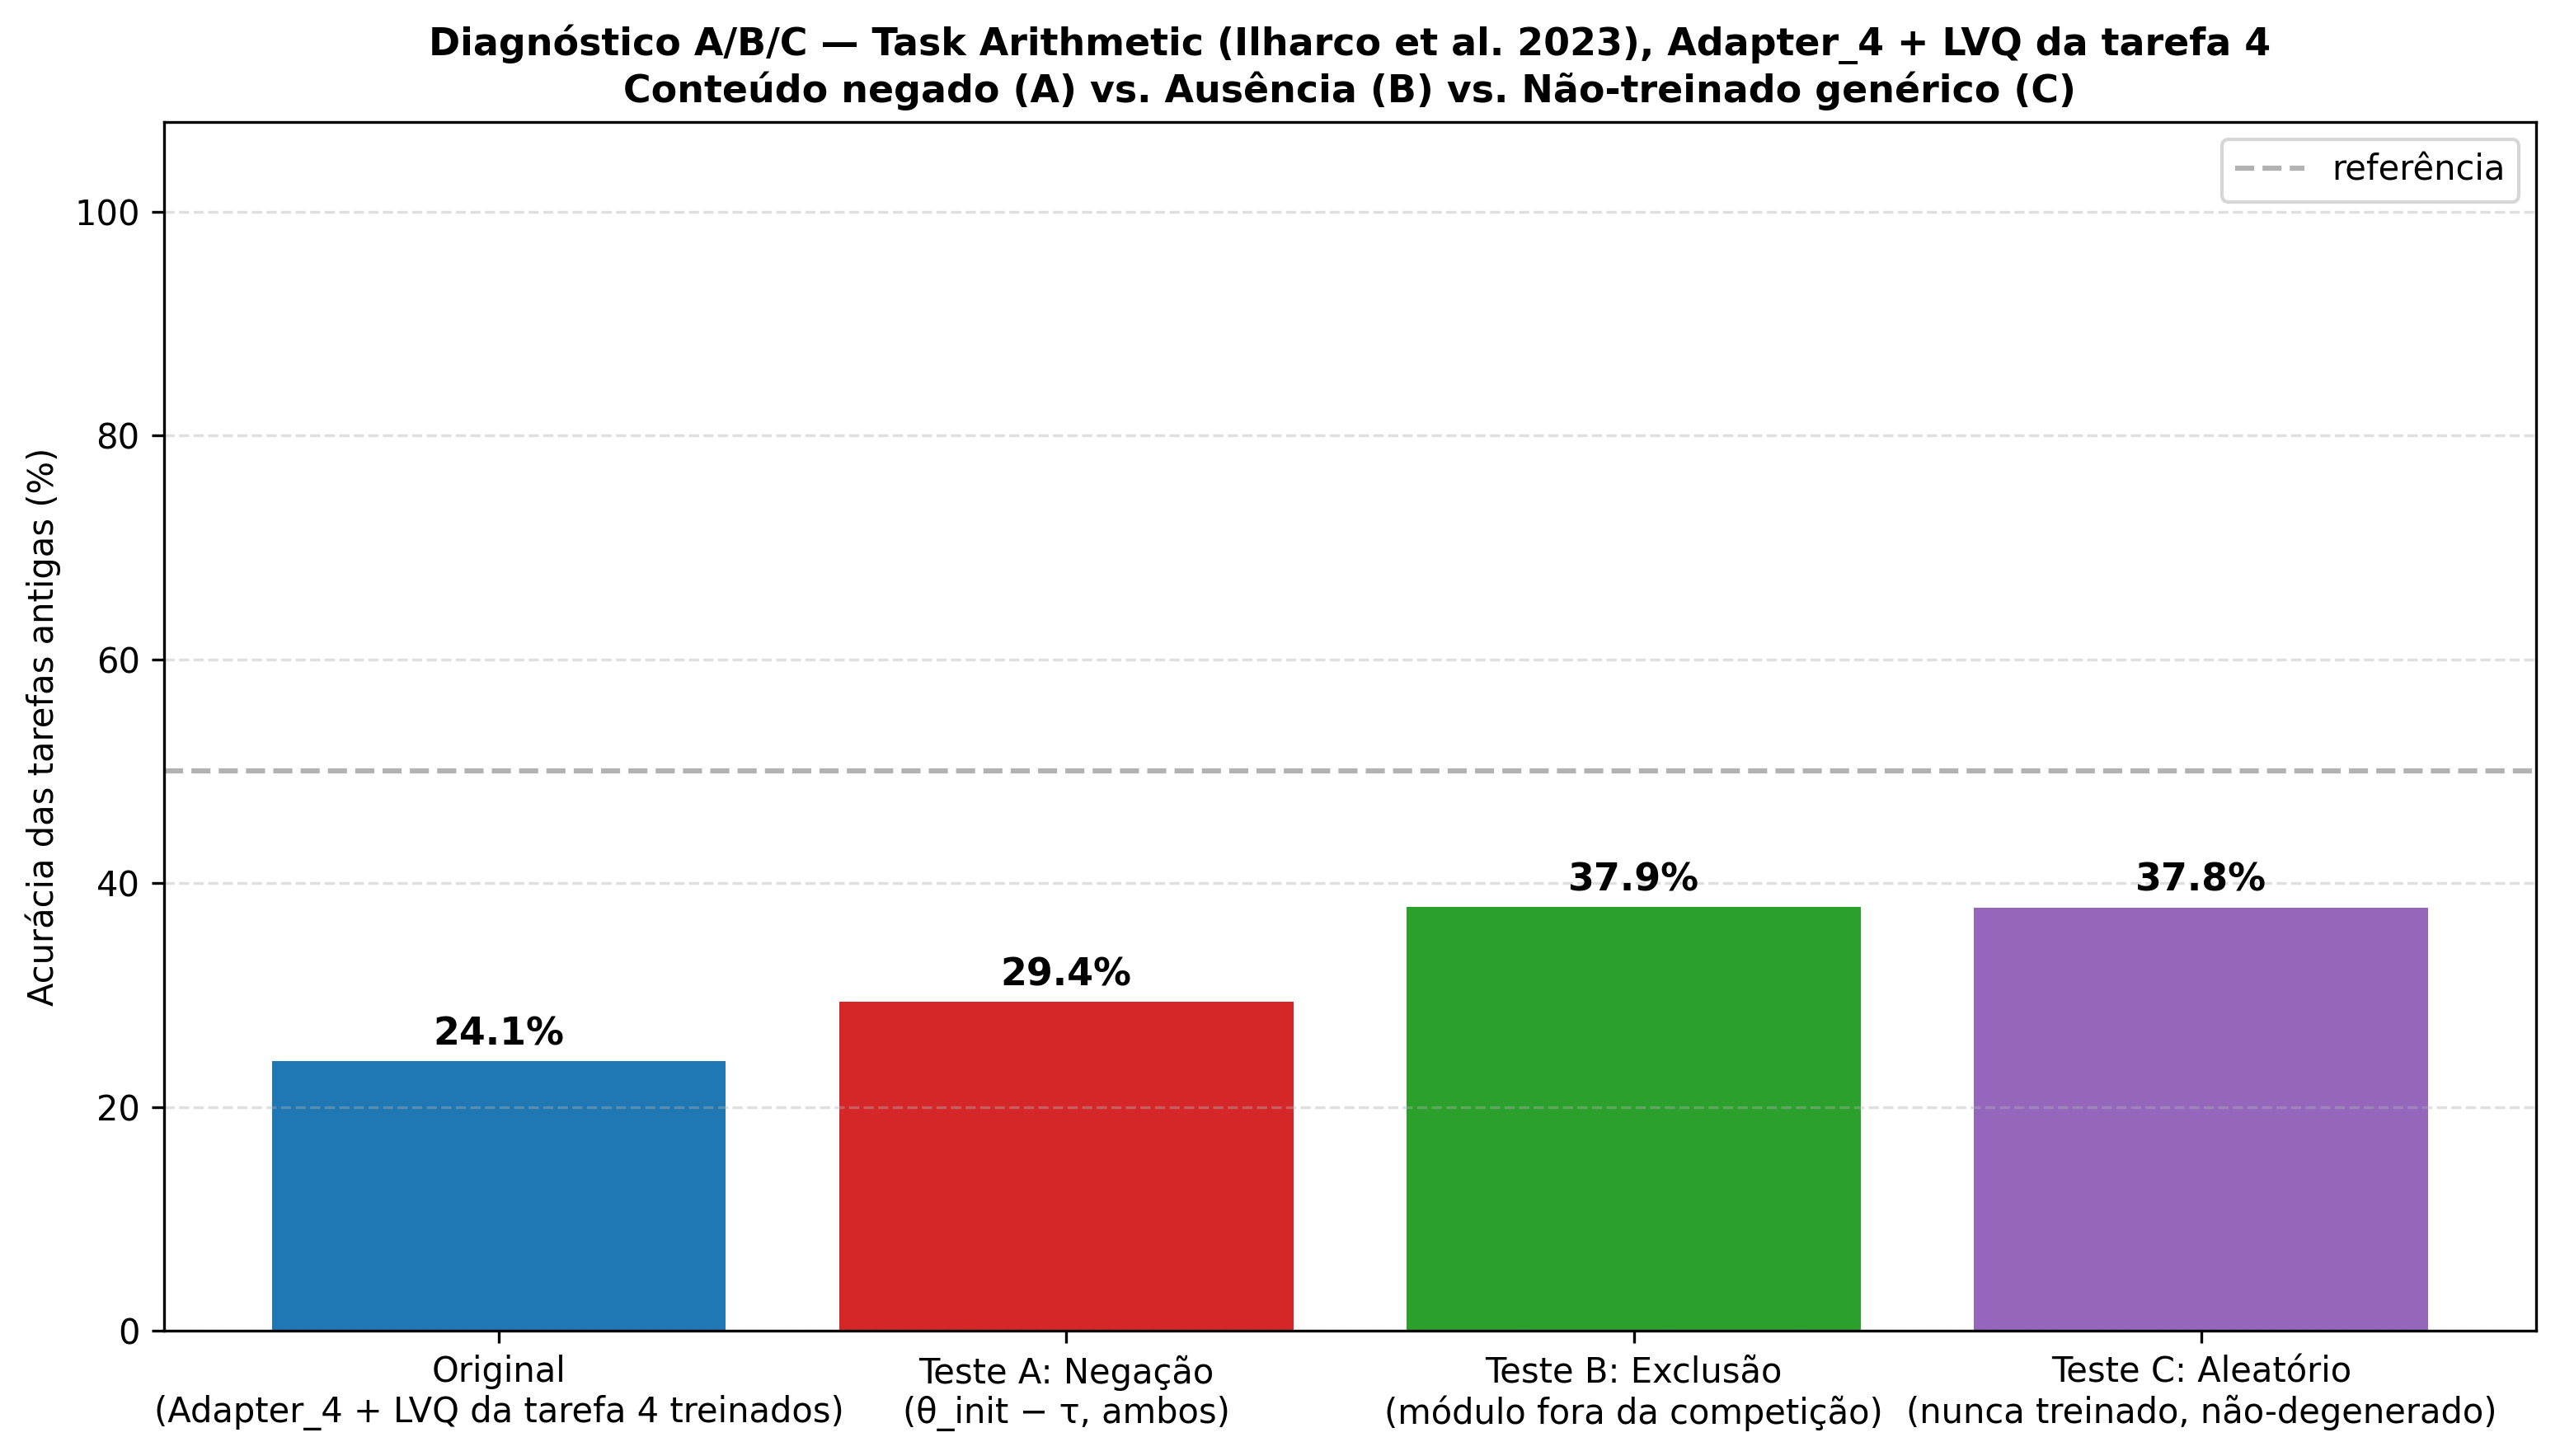 Diagnóstico A/B/C — Task Arithmetic (Ilharco et al. 2023), Adapter_4 + LVQ da tarefa 4
Conteúdo negado (A) vs. Ausência (B) vs. Não-treinado genérico (C)
referência
100
80
60
40
20
0
Acurácia das tarefas antigas (%)
24.1%
29.4%
37.9%
37.8%
Original
(Adapter_4 + LVQ da tarefa 4 treinados)
Teste A: Negação
(θ_init − τ, ambos)
Teste B: Exclusão
(módulo fora da competição)
Teste C: Aleatório
(nunca treinado, não-degenerado)